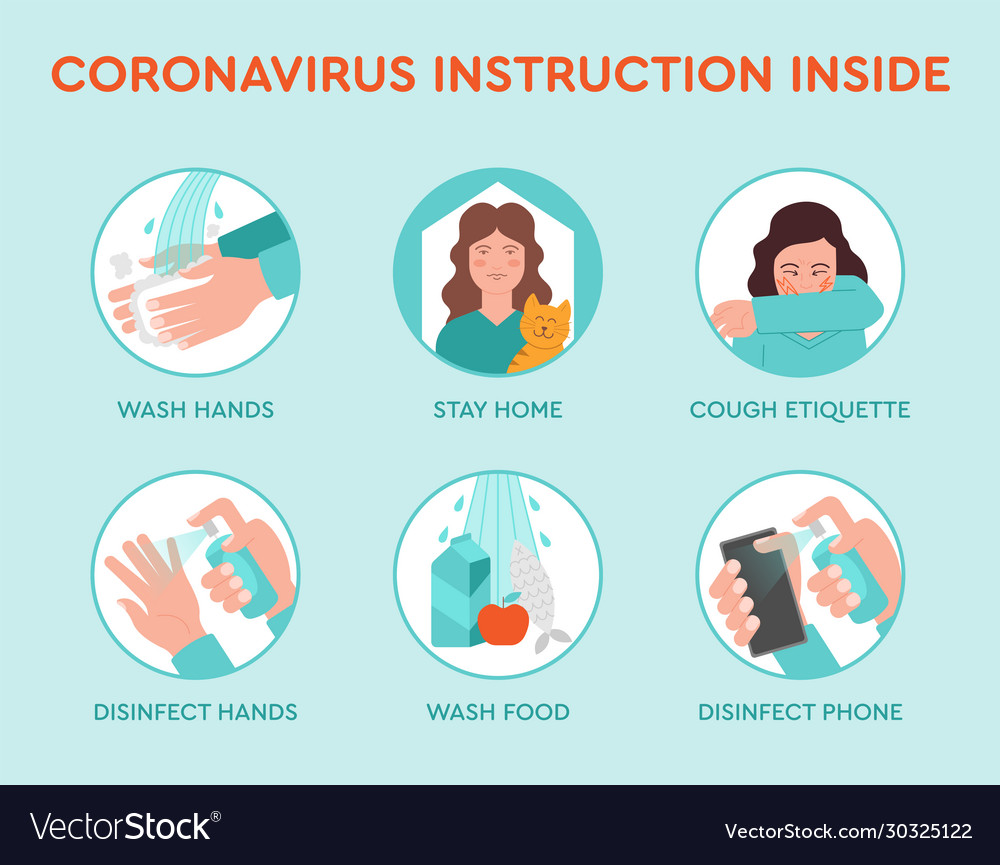 CORONAVIRUS INSTRUCTION INSIDE
WASH HANDS
STAY HOME
COUGH ETIQUETTE
DISINFECT HANDS
WASH FOOD
DISINFECT PHONE
VectorStock®
VectorStock.com/30325122